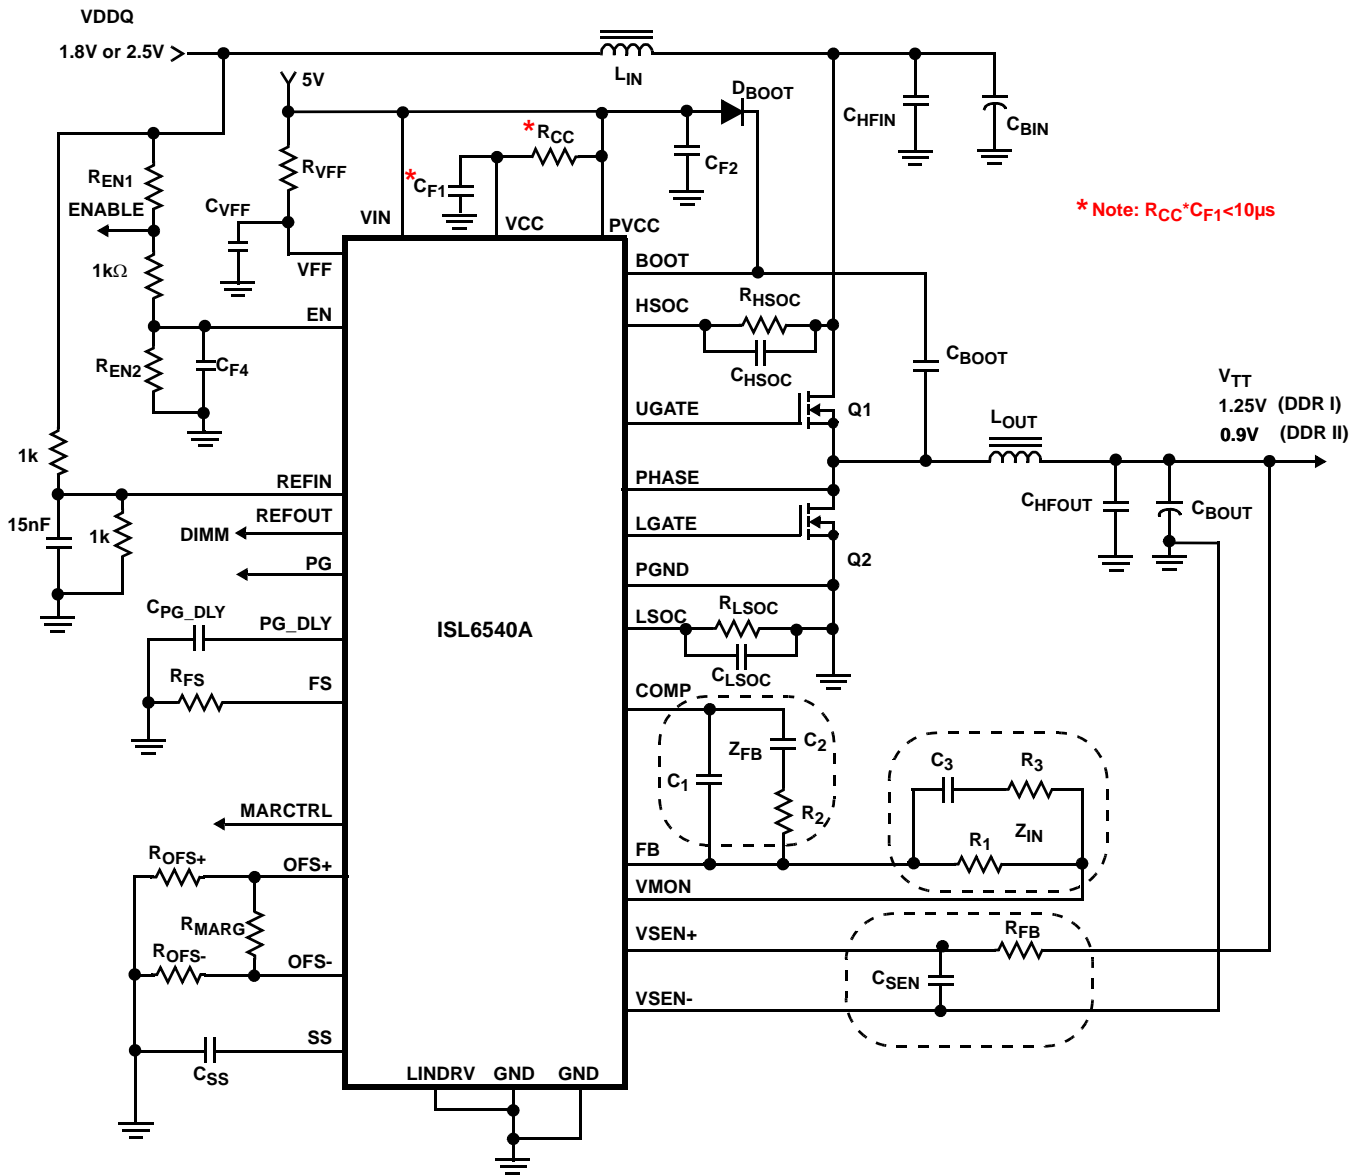 VDDQ
1.8V or 2.5V
LIN
5V
DBOOT
CHFIN
CBIN
*RCC
CF2
REN1
RVFF
*CF1
* Note: RCC*CF1<10µs
ENABLE
CVFF
VIN
VCC
PVCC
1kΩ
VFF
BOOT
RHSOC
EN
HSOC
REN2
CF4
CHSOC
CBOOT
VTT
1.25V (DDR I)
0.9V (DDR II)
UGATE
Q1
LOUT
1k
REFIN
PHASE
15nF
1k
REFOUT
DIMM
LGATE
CHFOUT
CBOUT
PG
Q2
PGND
CPG_DLY
PG_DLY
ISL6540A
LSOC
RLSOC
CLSOC
RFS
FS
COMP
ZFB
C2
C1
R2
C3
R3
ZIN
R1
MARCTRL
FB
ROFS+
OFS+
VMON
RMARG
VSEN+
RFB
ROFS-
OFS-
CSEN
VSEN-
SS
CSS
LINDRV
GND
GND